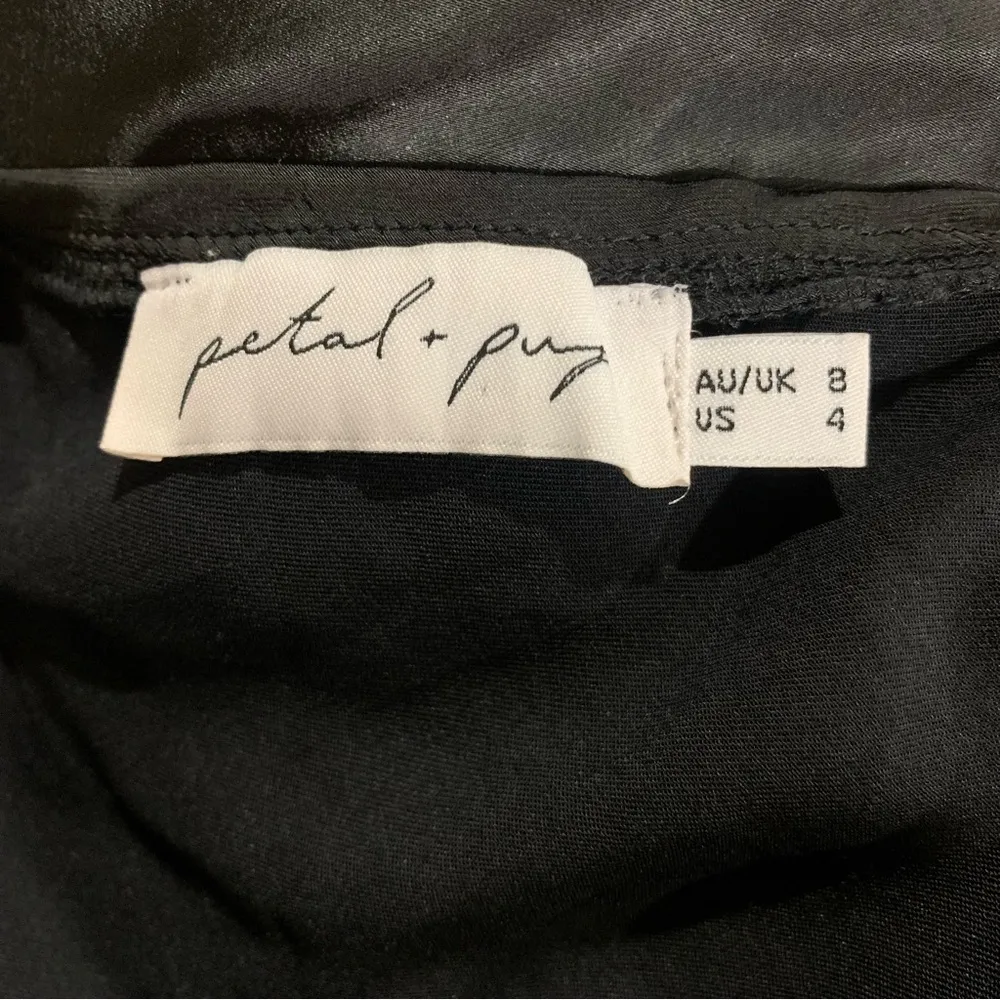 petal + pup
AU/UK 8
US 4